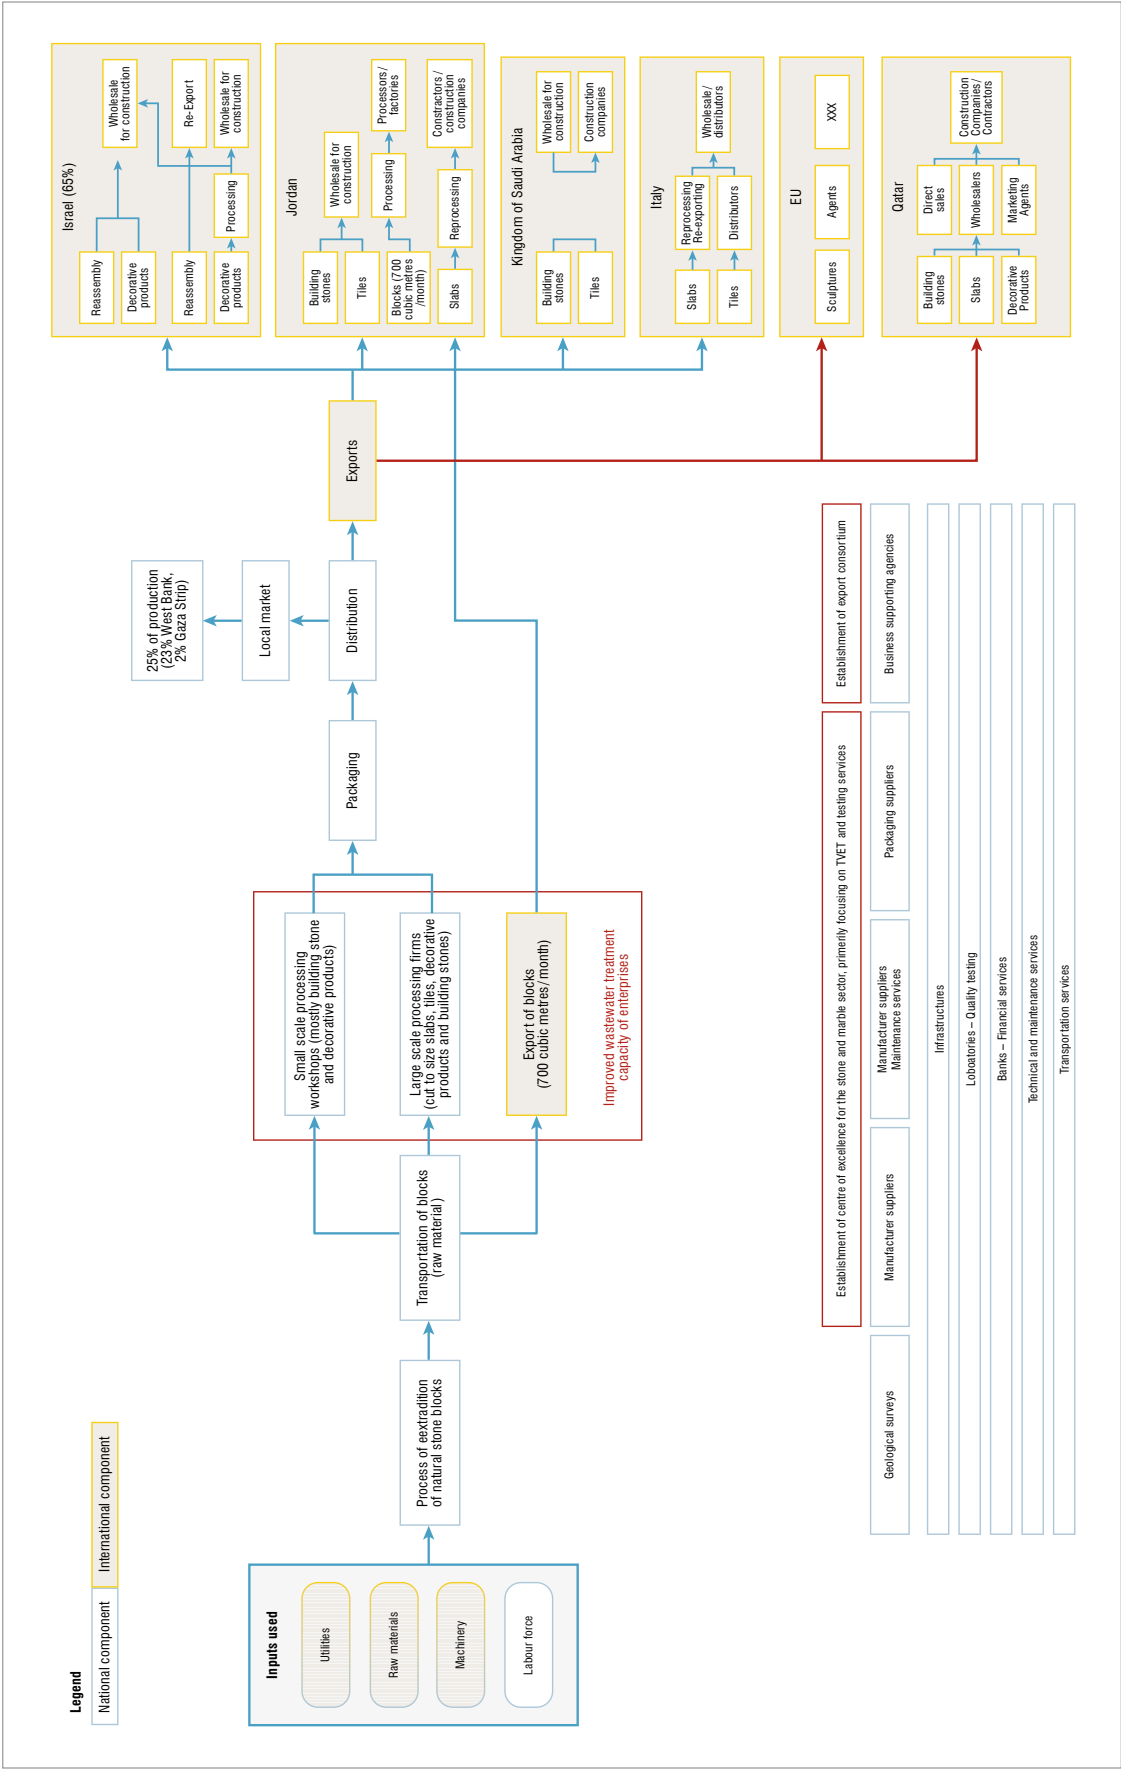 Legend
National component
International component
Inputs used
Utilities
Raw materials
Machinery
Labour force
Process of eextradition
of natural stone blocks
Transportation of blocks
(raw material)
Small scale processing
workshops (mostly building stone
and decorative products)
Large scale processing firms
(cut to size slabs, tiles, decorative
products and building stones)
Export of blocks
(700 cubic metres/month)
Improved wastewater treatment
capacity of enterprises
Packaging
Distribution
Local market
25% of production
(23% West Bank,
2% Gaza Strip)
Exports
Israel (65%)
Reassembly
Decorative
products
Wholesale
for construction
Reassembly
Re-Export
Decorative
products
Processing
Wholesale for
construction
Jordan
Building
stones
Tiles
Wholesale for
construction
Blocks (700
cubic metres
/month)
Processing
Processors/
factories
Slabs
Reprocessing
Constractors/
construction
companies
Kingdom of Saudi Arabia
Building
stones
Tiles
Wholesale for
construction
Construction
companies
Italy
Slabs
Reprocessing
Re-exporting
Tiles
Distributors
Wholesale/
distributors
EU
Sculptures
Agents
XXX
Qatar
Building
stones
Slabs
Decorative
Products
Direct
sales
Wholesalers
Marketing
Agents
Construction
Companies/
Contractors
Establishment of centre of excellence for the stone and marble sector, primarily focusing on TVET and testing services
Establishment of export consortium
Geological surveys
Manufacturer suppliers
Manufacturer suppliers
Maintenance services
Packaging suppliers
Business supporting agencies
Infrastructures
Loboatories – Quality testing
Banks – Financial services
Technical and maintenance services
Transportation services